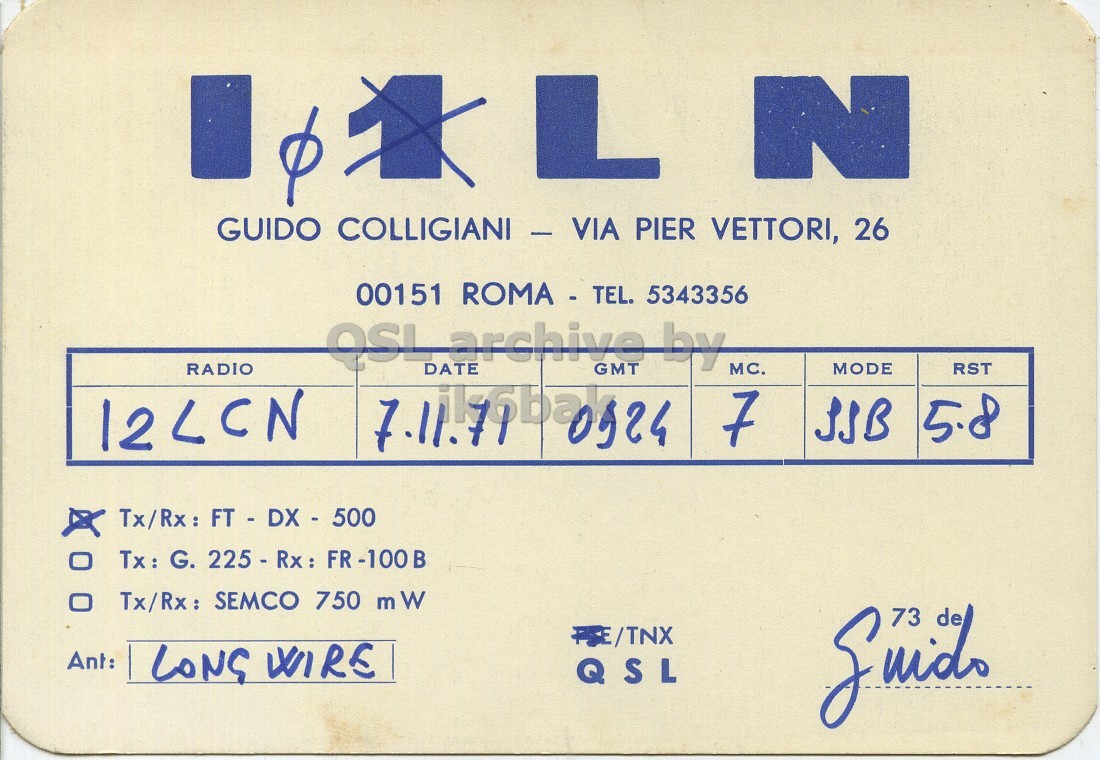 I ø 1 L N
GUIDO COLLIGIANI — VIA PIER VETTORI, 26
00151 ROMA - TEL. 5343356
QSL archive by
ik6bak
RADIO DATE GMT MC. MODE RST
I2LCN 7.11.71 0924 7 SSB 5.8
Tx/Rx: FT - DX - 500
Tx: G. 225 - Rx: FR-100B
Tx/Rx: SEMCO 750 mW
Ant: LONG WIRE
PSE/TNX
QSL
73 de
Guido